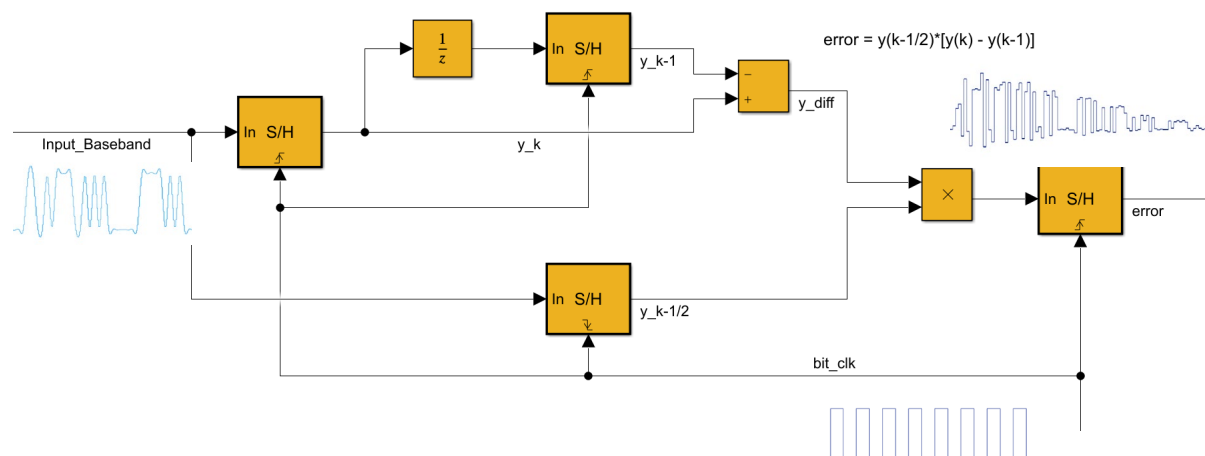 error = y(k-1/2)*[y(k) - y(k-1)]
1
z
In S/H
y_k-1
−
+
y_diff
In S/H
Input_Baseband
y_k
×
In S/H
error
In S/H
y_k-1/2
bit_clk